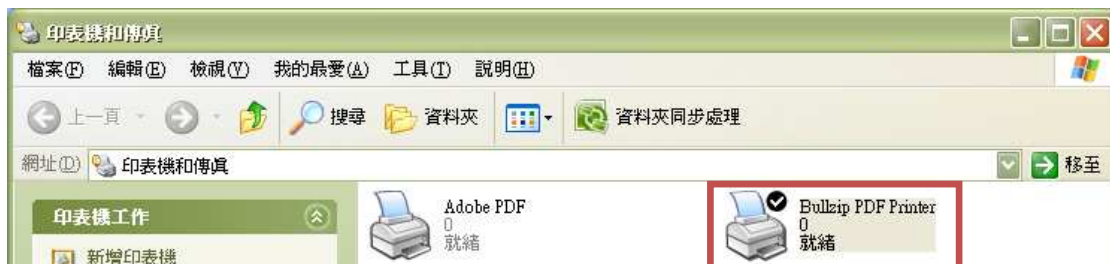 印表機和傳真
檔案(F) 編輯(E) 檢視(V) 我的最愛(A) 工具(T) 說明(H)
上一頁 搜尋 資料夾 資料夾同步處理
網址(D) 印表機和傳真 移至
印表機工作
新增印表機
Adobe PDF
0
就緒
Bullzip PDF Printer
0
就緒